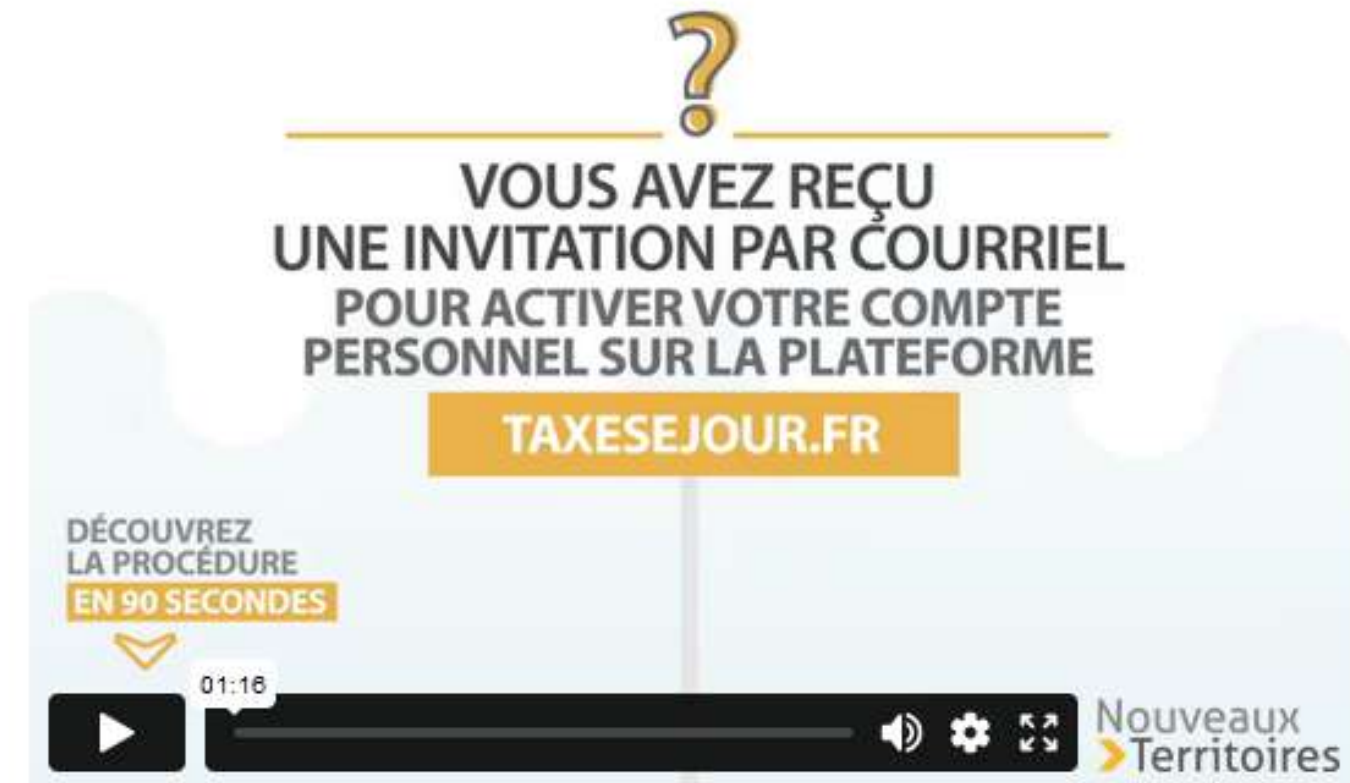 ?
VOUS AVEZ REÇU
UNE INVITATION PAR COURRIEL
POUR ACTIVER VOTRE COMPTE
PERSONNEL SUR LA PLATEFORME
TAXESEJOUR.FR
DÉCOUVREZ
LA PROCÉDURE
EN 90 SECONDES
01:16
Nouveaux
Territoires